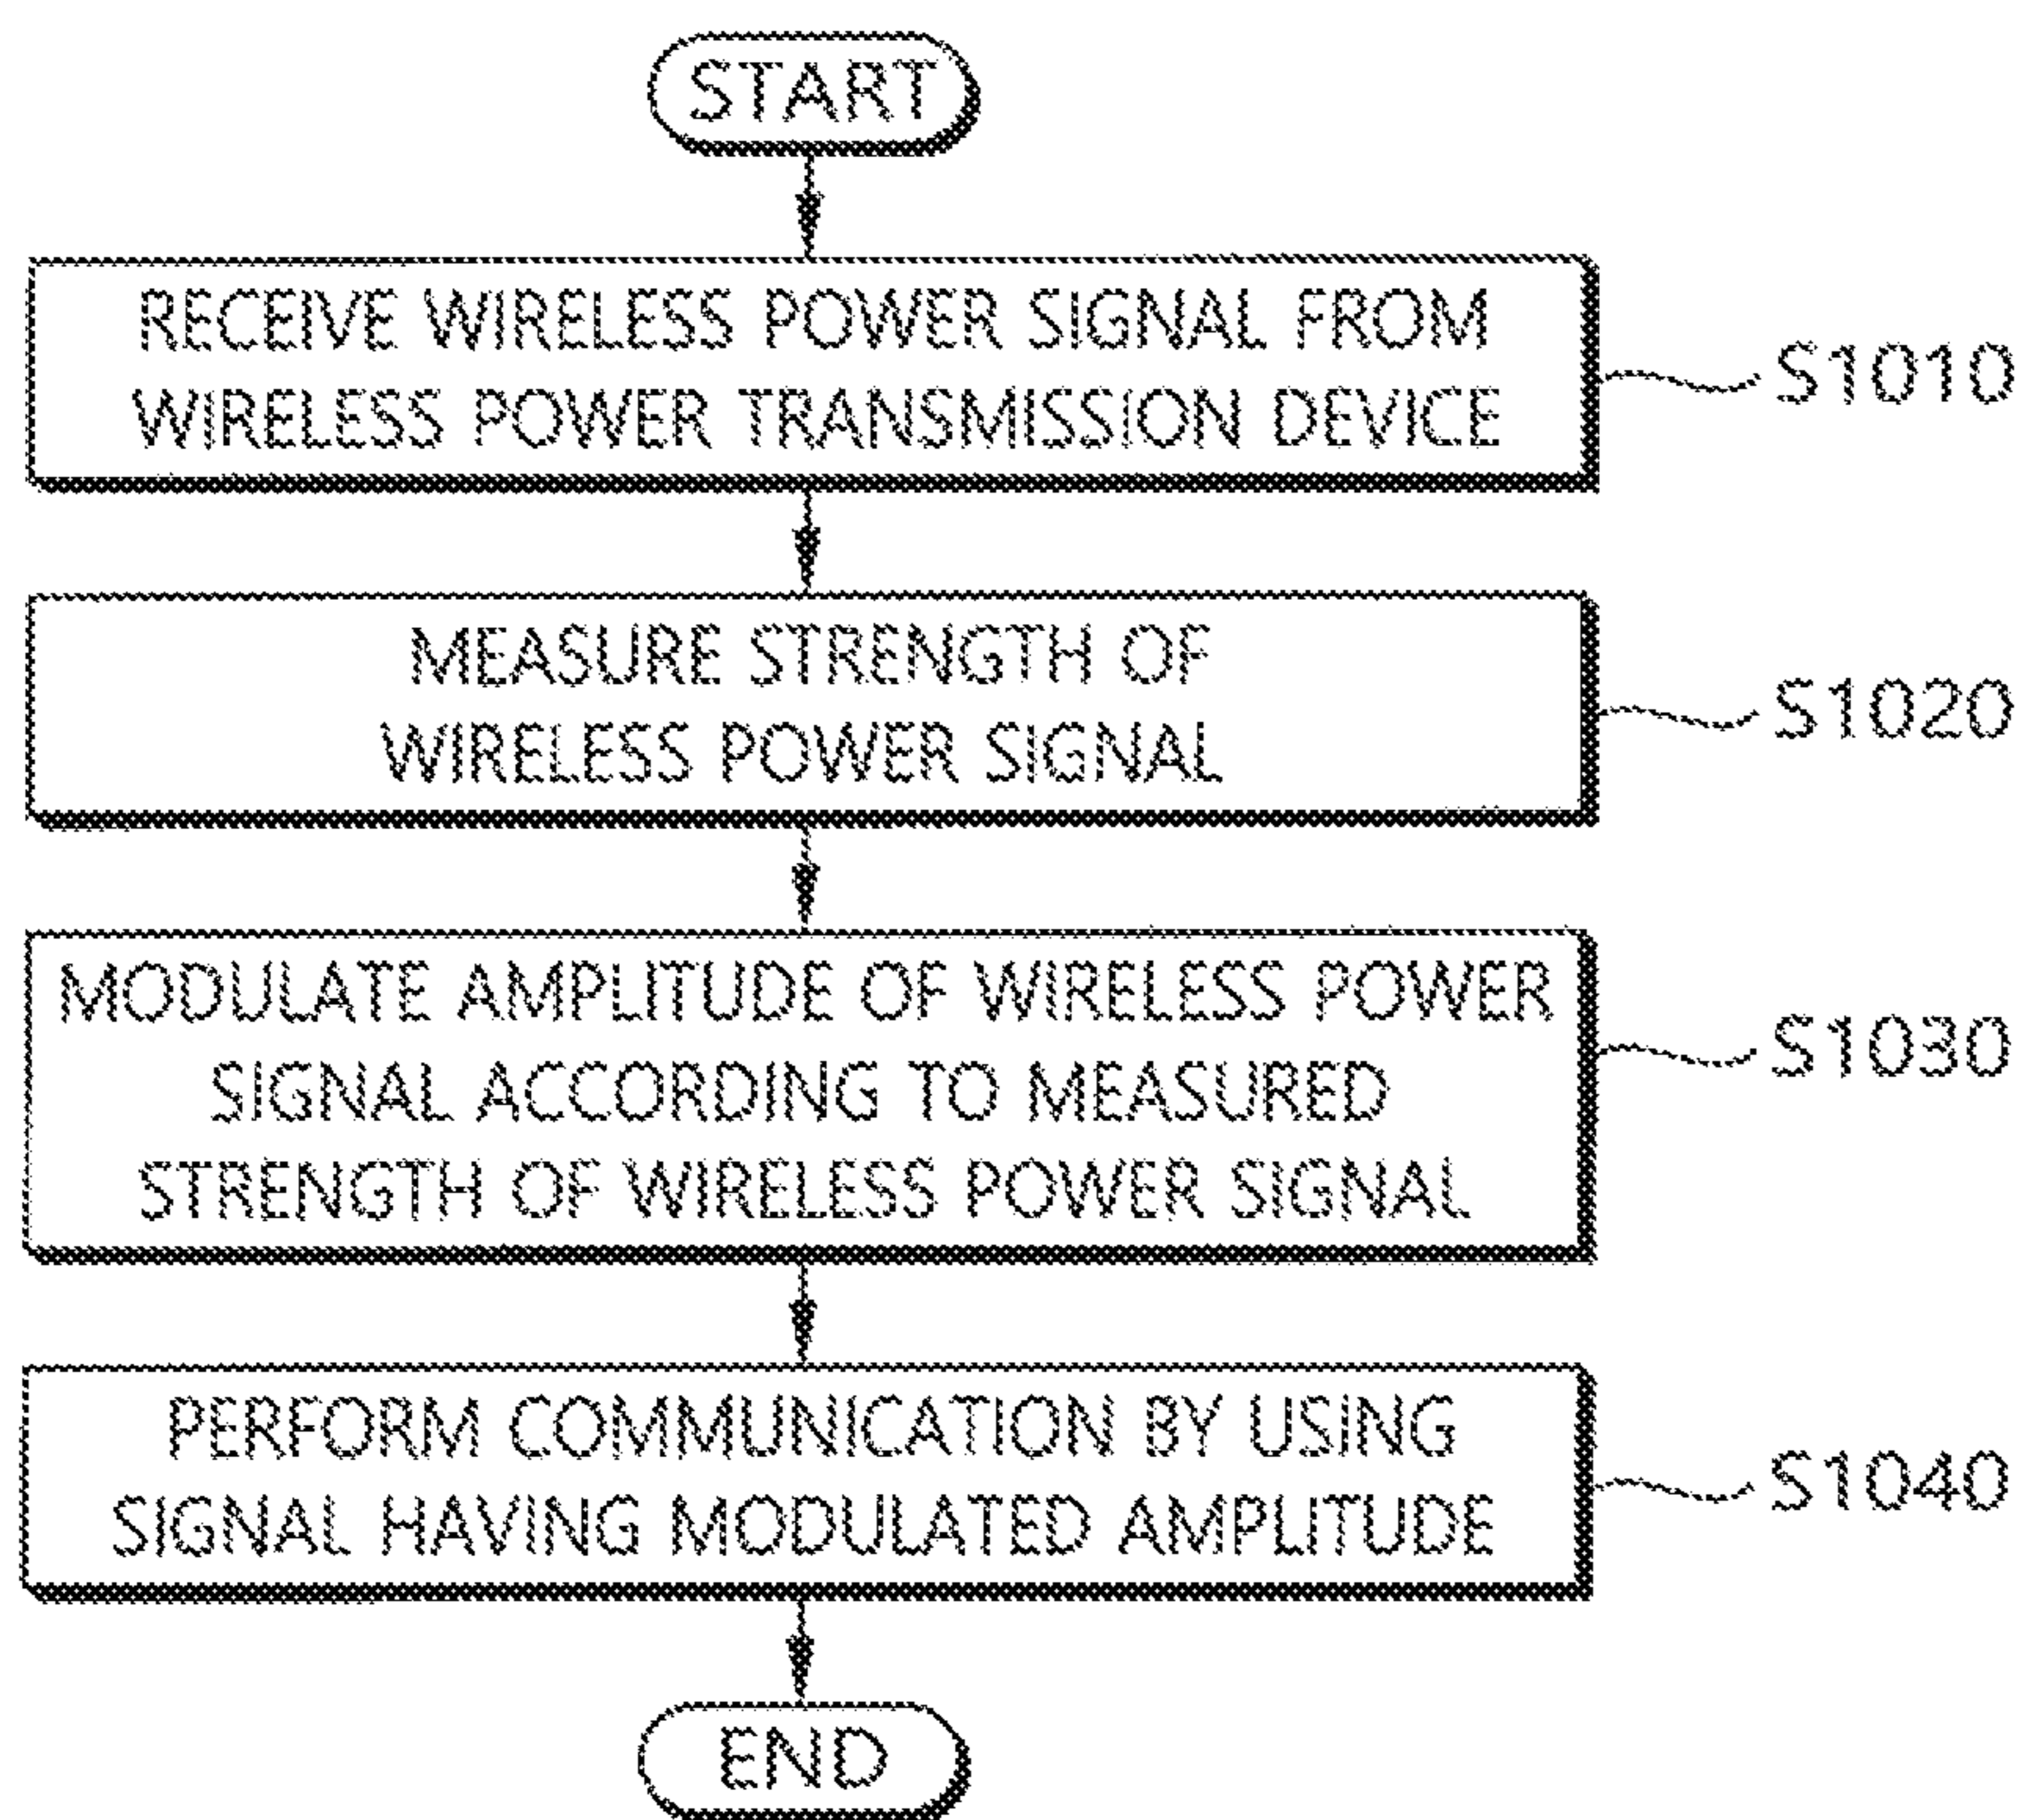 START
RECEIVE WIRELESS POWER SIGNAL FROM
WIRELESS POWER TRANSMISSION DEVICE
S1010
MEASURE STRENGTH OF
WIRELESS POWER SIGNAL
S1020
MODULATE AMPLITUDE OF WIRELESS POWER
SIGNAL ACCORDING TO MEASURED
STRENGTH OF WIRELESS POWER SIGNAL
S1030
PERFORM COMMUNICATION BY USING
SIGNAL HAVING MODULATED AMPLITUDE
S1040
END